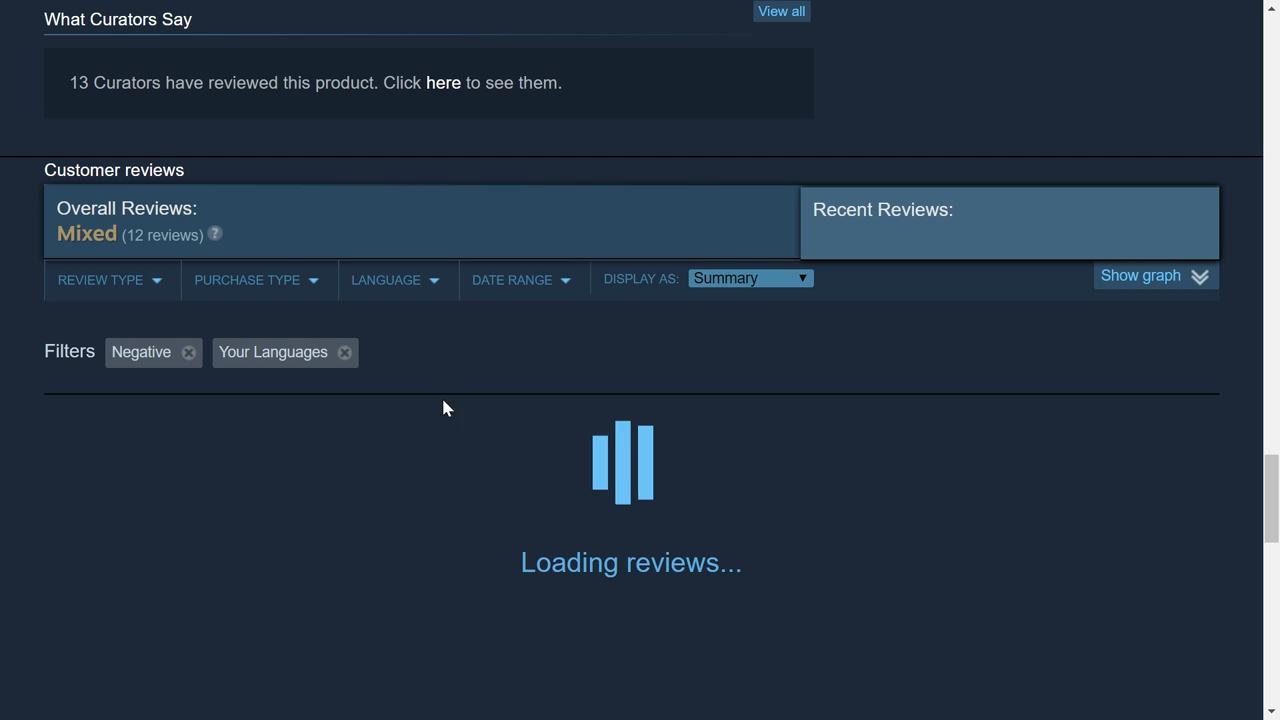 What Curators Say
View all
13 Curators have reviewed this product. Click here to see them.
Customer reviews
Overall Reviews:
Mixed (12 reviews) ?
Recent Reviews:
REVIEW TYPE PURCHASE TYPE LANGUAGE DATE RANGE DISPLAY AS: Summary Show graph
Filters Negative Your Languages
Loading reviews...